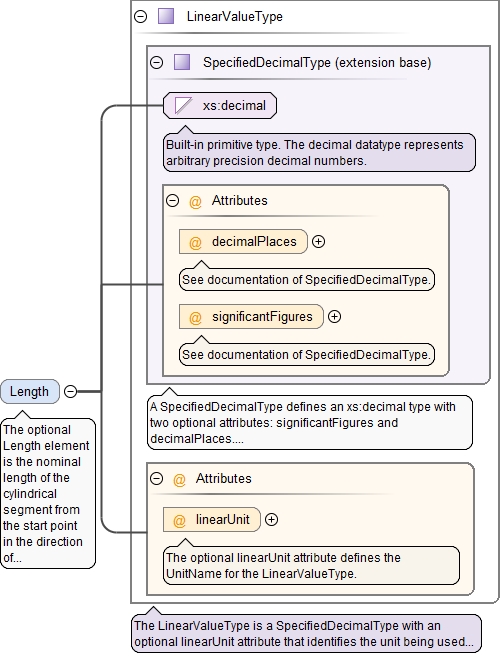 LinearValueType
SpecifiedDecimalType (extension base)
xs:decimal
Built-in primitive type. The decimal datatype represents
arbitrary precision decimal numbers.
@ Attributes
@ decimalPlaces
See documentation of SpecifiedDecimalType.
@ significantFigures
See documentation of SpecifiedDecimalType.
Length
The optional
Length element
is the nominal
length of the
cylindrical
segment from
the start point
in the direction
of...
A SpecifiedDecimalType defines an xs:decimal type with
two optional attributes: significantFigures and
decimalPlaces....
@ Attributes
@ linearUnit
The optional linearUnit attribute defines the
UnitName for the LinearValueType.
The LinearValueType is a SpecifiedDecimalType with an
optional linearUnit attribute that identifies the unit being used...